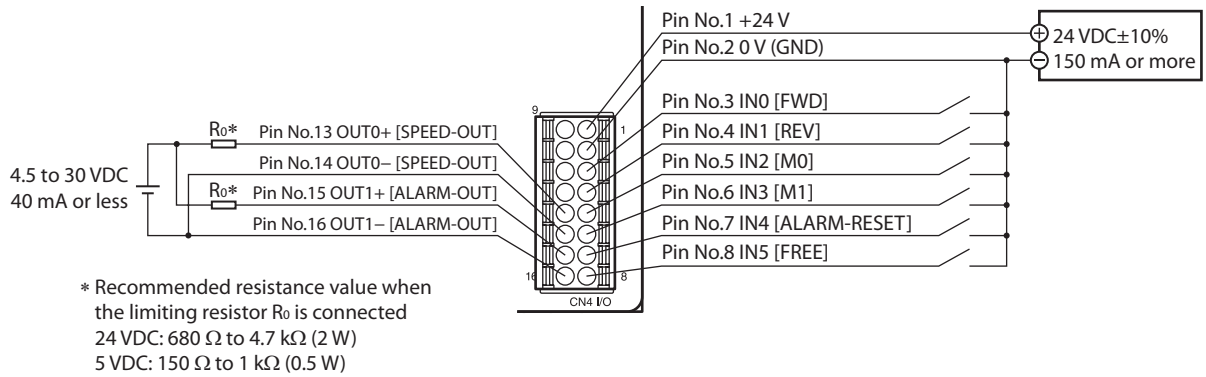 Pin No.1 +24 V
Pin No.2 0 V (GND)
24 VDC±10%
150 mA or more
Pin No.3 IN0 [FWD]
Pin No.4 IN1 [REV]
Pin No.5 IN2 [M0]
Pin No.6 IN3 [M1]
Pin No.7 IN4 [ALARM-RESET]
Pin No.8 IN5 [FREE]
9
1
16
8
CN4 I/O
R0* Pin No.13 OUT0+ [SPEED-OUT]
Pin No.14 OUT0− [SPEED-OUT]
R0* Pin No.15 OUT1+ [ALARM-OUT]
Pin No.16 OUT1− [ALARM-OUT]
4.5 to 30 VDC
40 mA or less
* Recommended resistance value when
the limiting resistor R0 is connected
24 VDC: 680 Ω to 4.7 kΩ (2 W)
5 VDC: 150 Ω to 1 kΩ (0.5 W)